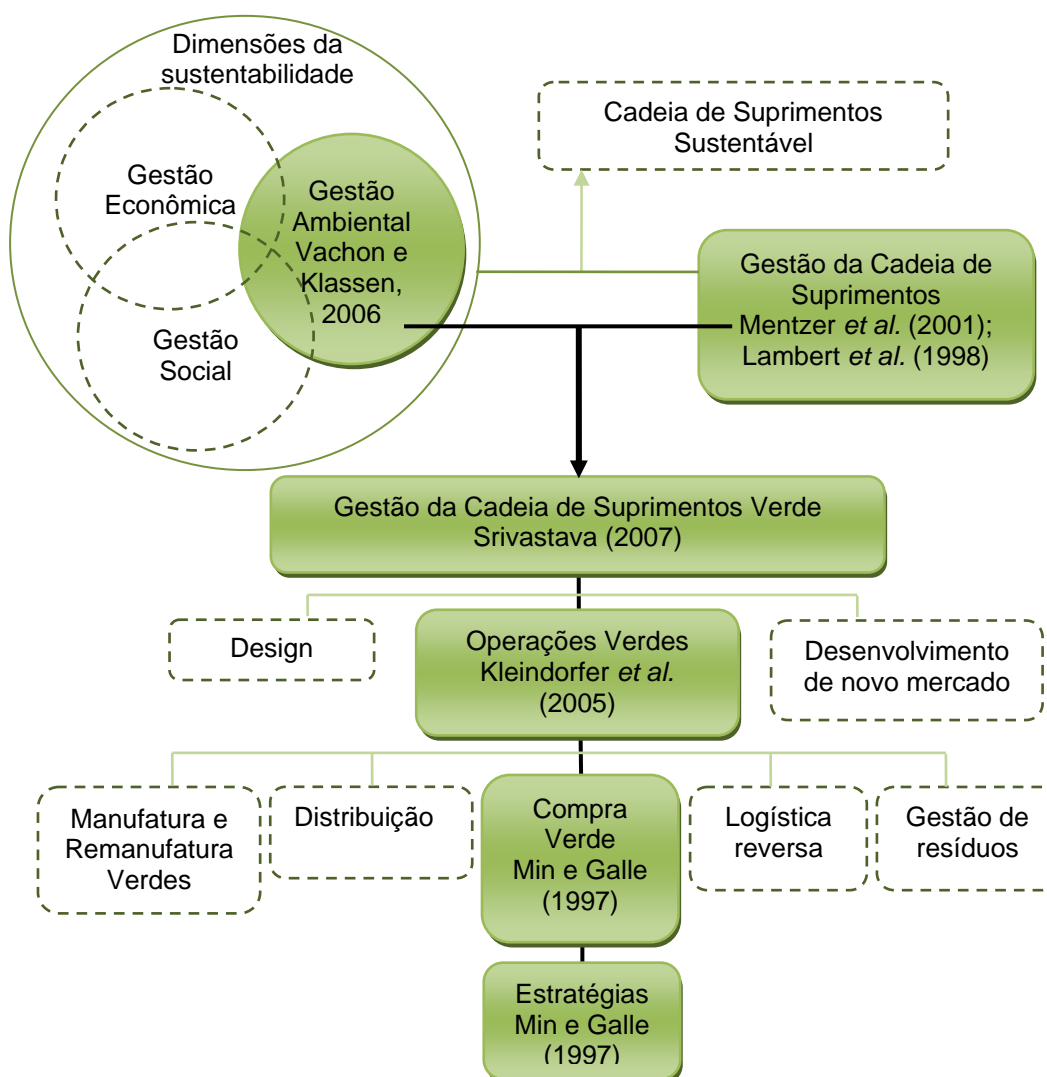 Dimensões da
sustentabilidade
Cadeia de Suprimentos
Sustentável
Gestão
Econômica
Gestão
Ambiental
Vachon e
Klassen,
2006
Gestão
Social
Gestão da Cadeia de
Suprimentos
Mentzer et al. (2001);
Lambert et al. (1998)
Gestão da Cadeia de Suprimentos Verde
Srivastava (2007)
Design
Operações Verdes
Kleindorfer et al.
(2005)
Desenvolvimento
de novo mercado
Manufatura e
Remanufatura
Verdes
Distribuição
Compra
Verde
Min e Galle
(1997)
Logística
reversa
Gestão de
resíduos
Estratégias
Min e Galle
(1997)